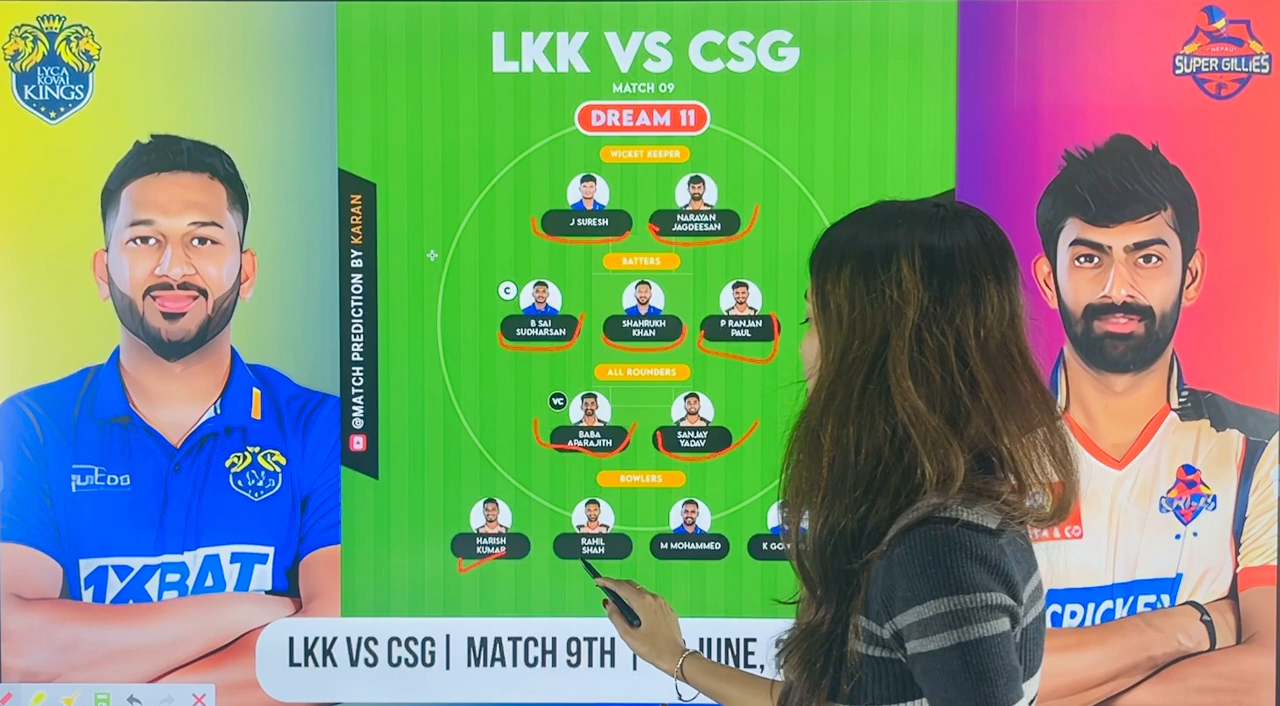 LYCA
KOVAI
KINGS
LKK VS CSG
MATCH 09
DREAM 11
SUPER GILLIES
WICKET KEEPER
J SURESH
NARAYAN
JAGDEESAN
BATTERS
C
B SAI
SUDHARSAN
SHAHRUKH
KHAN
P RANJAN
PAUL
ALL ROUNDERS
VC
BABA
APARAJITH
SANJAY
YADAV
BOWLERS
HARISH
KUMAR
RAHIL
SHAH
M MOHAMMED
@MATCH PREDICTION BY KARAN
1XBAT
CRICKEY
LKK VS CSG | MATCH 9TH | JUNE,